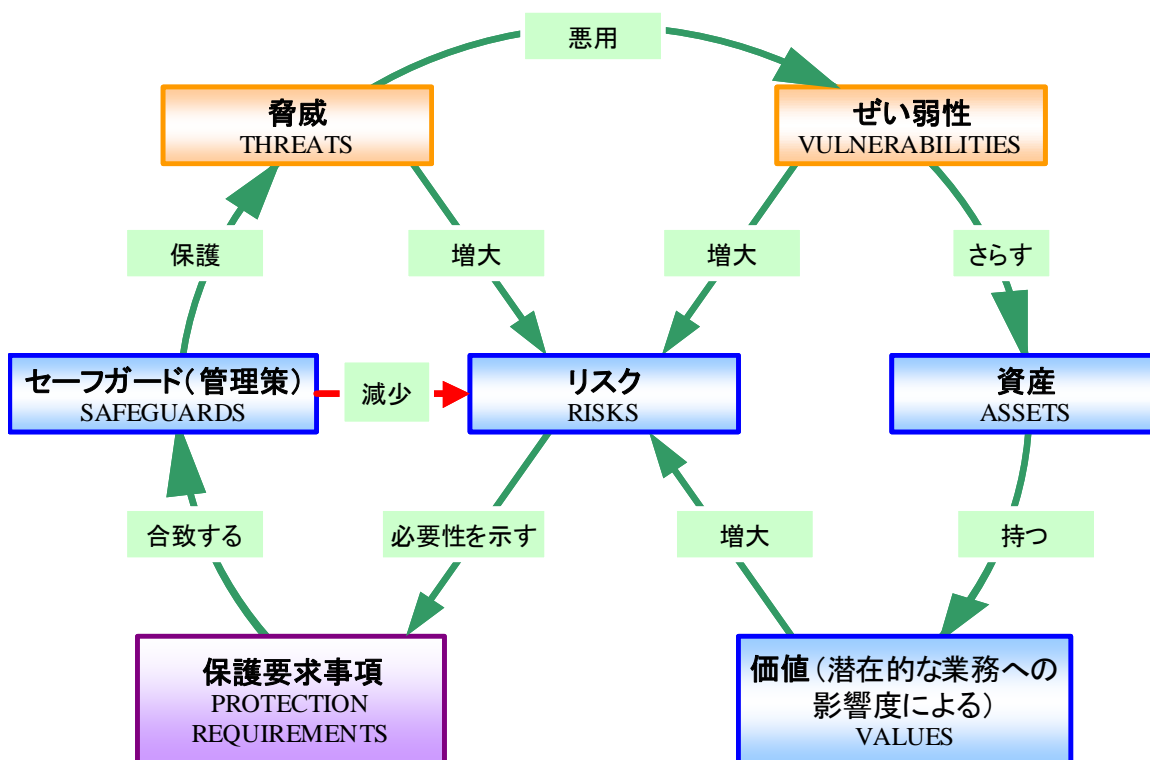 悪用
脅威
THREATS
ぜい弱性
VULNERABILITIES
保護
増大
増大
さらす
セーフガード(管理策)
SAFEGUARDS
減少
リスク
RISKS
資産
ASSETS
合致する
必要性を示す
増大
持つ
保護要求事項
PROTECTION
REQUIREMENTS
価値(潜在的な業務への
影響度による)
VALUES